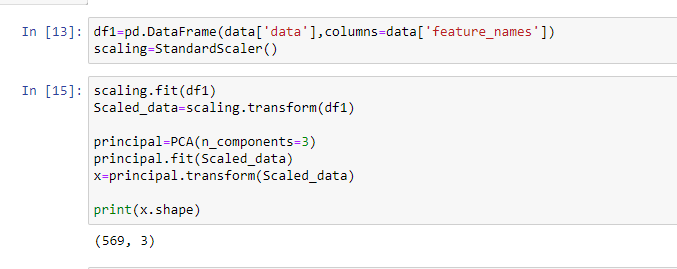 In [13]: df1=pd.DataFrame(data['data'],columns=data['feature_names'])
scaling=StandardScaler()
In [15]: scaling.fit(df1)
Scaled_data=scaling.transform(df1)
principal=PCA(n_components=3)
principal.fit(Scaled_data)
x=principal.transform(Scaled_data)
print(x.shape)
(569, 3)